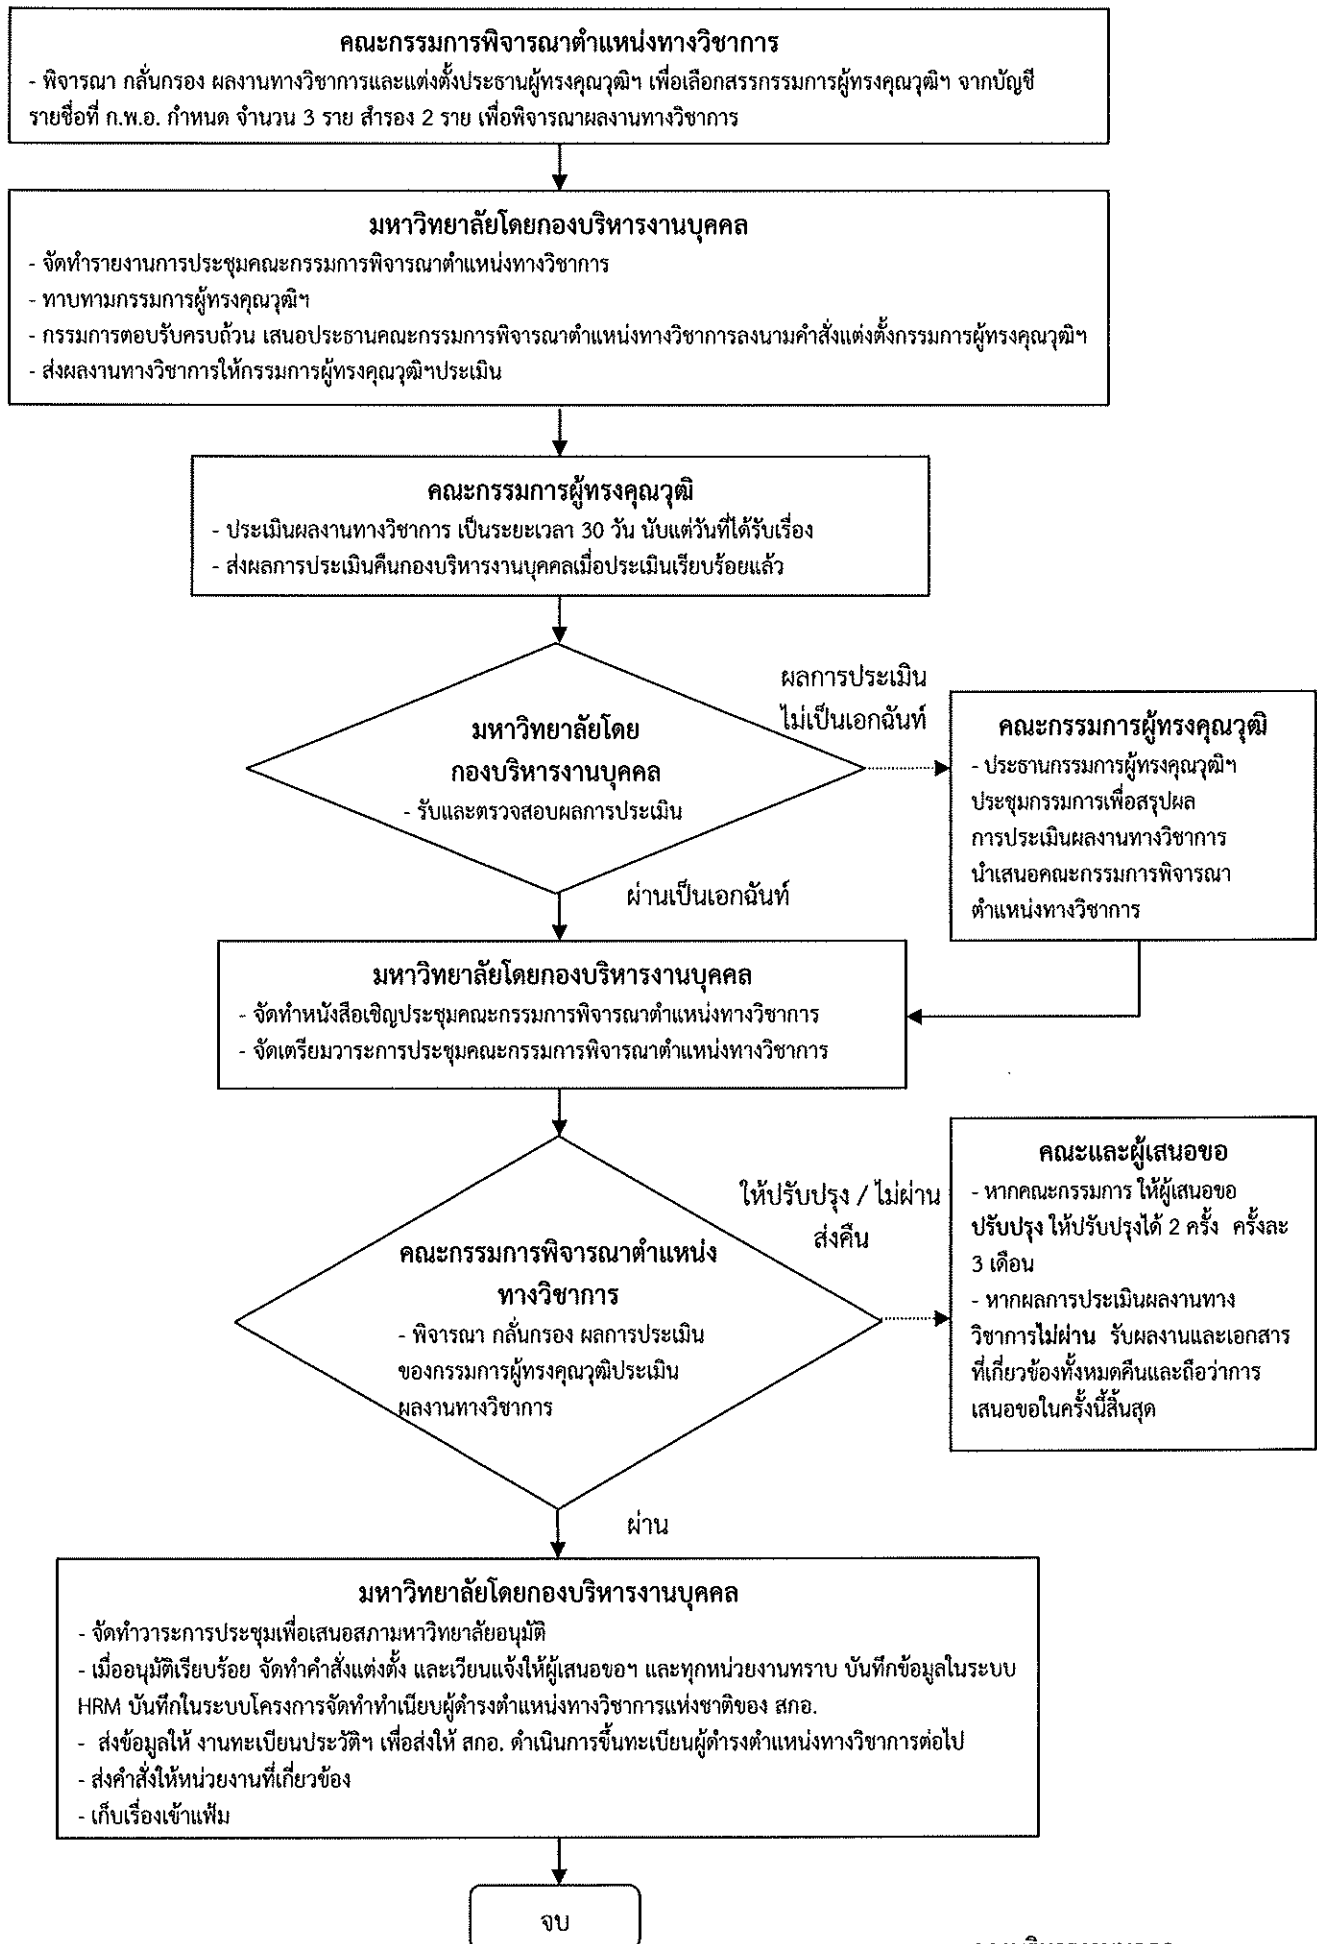 คณะกรรมการพิจารณาตำแหน่งทางวิชาการ
- พิจารณา กลั่นกรอง ผลงานทางวิชาการและแต่งตั้งประธานผู้ทรงคุณวุฒิฯ เพื่อเลือกสรรกรรมการผู้ทรงคุณวุฒิฯ จากบัญชี
รายชื่อที่ ก.พ.อ. กำหนด จำนวน 3 ราย สำรอง 2 ราย เพื่อพิจารณาผลงานทางวิชาการ
มหาวิทยาลัยโดยกองบริหารงานบุคคล
- จัดทำรายงานการประชุมคณะกรรมการพิจารณาตำแหน่งทางวิชาการ
- ทาบทามกรรมการผู้ทรงคุณวุฒิฯ
- กรรมการตอบรับครบถ้วน เสนอประธานคณะกรรมการพิจารณาตำแหน่งทางวิชาการลงนามคำสั่งแต่งตั้งกรรมการผู้ทรงคุณวุฒิฯ
- ส่งผลงานทางวิชาการให้กรรมการผู้ทรงคุณวุฒิฯประเมิน
คณะกรรมการผู้ทรงคุณวุฒิ
- ประเมินผลงานทางวิชาการ เป็นระยะเวลา 30 วัน นับแต่วันที่ได้รับเรื่อง
- ส่งผลการประเมินคืนกองบริหารงานบุคคลเมื่อประเมินเรียบร้อยแล้ว
มหาวิทยาลัยโดย
กองบริหารงานบุคคล
- รับและตรวจสอบผลการประเมิน
ผลการประเมิน
ไม่เป็นเอกฉันท์
คณะกรรมการผู้ทรงคุณวุฒิ
- ประธานกรรมการผู้ทรงคุณวุฒิฯ
ประชุมกรรมการเพื่อสรุปผล
การประเมินผลงานทางวิชาการ
นำเสนอคณะกรรมการพิจารณา
ตำแหน่งทางวิชาการ
ผ่านเป็นเอกฉันท์
มหาวิทยาลัยโดยกองบริหารงานบุคคล
- จัดทำหนังสือเชิญประชุมคณะกรรมการพิจารณาตำแหน่งทางวิชาการ
- จัดเตรียมวาระการประชุมคณะกรรมการพิจารณาตำแหน่งทางวิชาการ
คณะกรรมการพิจารณาตำแหน่ง
ทางวิชาการ
- พิจารณา กลั่นกรอง ผลการประเมิน
ของกรรมการผู้ทรงคุณวุฒิประเมิน
ผลงานทางวิชาการ
ให้ปรับปรุง / ไม่ผ่าน
ส่งคืน
คณะและผู้เสนอขอ
- หากคณะกรรมการ ให้ผู้เสนอขอ
ปรับปรุง ให้ปรับปรุงได้ 2 ครั้ง ครั้งละ
3 เดือน
- หากผลการประเมินผลงานทาง
วิชาการไม่ผ่าน รับผลงานและเอกสาร
ที่เกี่ยวข้องทั้งหมดคืนและถือว่าการ
เสนอขอในครั้งนี้สิ้นสุด
ผ่าน
มหาวิทยาลัยโดยกองบริหารงานบุคคล
- จัดทำวาระการประชุมเพื่อเสนอสภามหาวิทยาลัยอนุมัติ
- เมื่ออนุมัติเรียบร้อย จัดทำคำสั่งแต่งตั้ง และเวียนแจ้งให้ผู้เสนอขอฯ และทุกหน่วยงานทราบ บันทึกข้อมูลในระบบ
HRM บันทึกในระบบโครงการจัดทำทำเนียบผู้ดำรงตำแหน่งทางวิชาการแห่งชาติของ สกอ.
- ส่งข้อมูลให้ งานทะเบียนประวัติฯ เพื่อส่งให้ สกอ. ดำเนินการขึ้นทะเบียนผู้ดำรงตำแหน่งทางวิชาการต่อไป
- ส่งคำสั่งให้หน่วยงานที่เกี่ยวข้อง
- เก็บเรื่องเข้าแฟ้ม
จบ